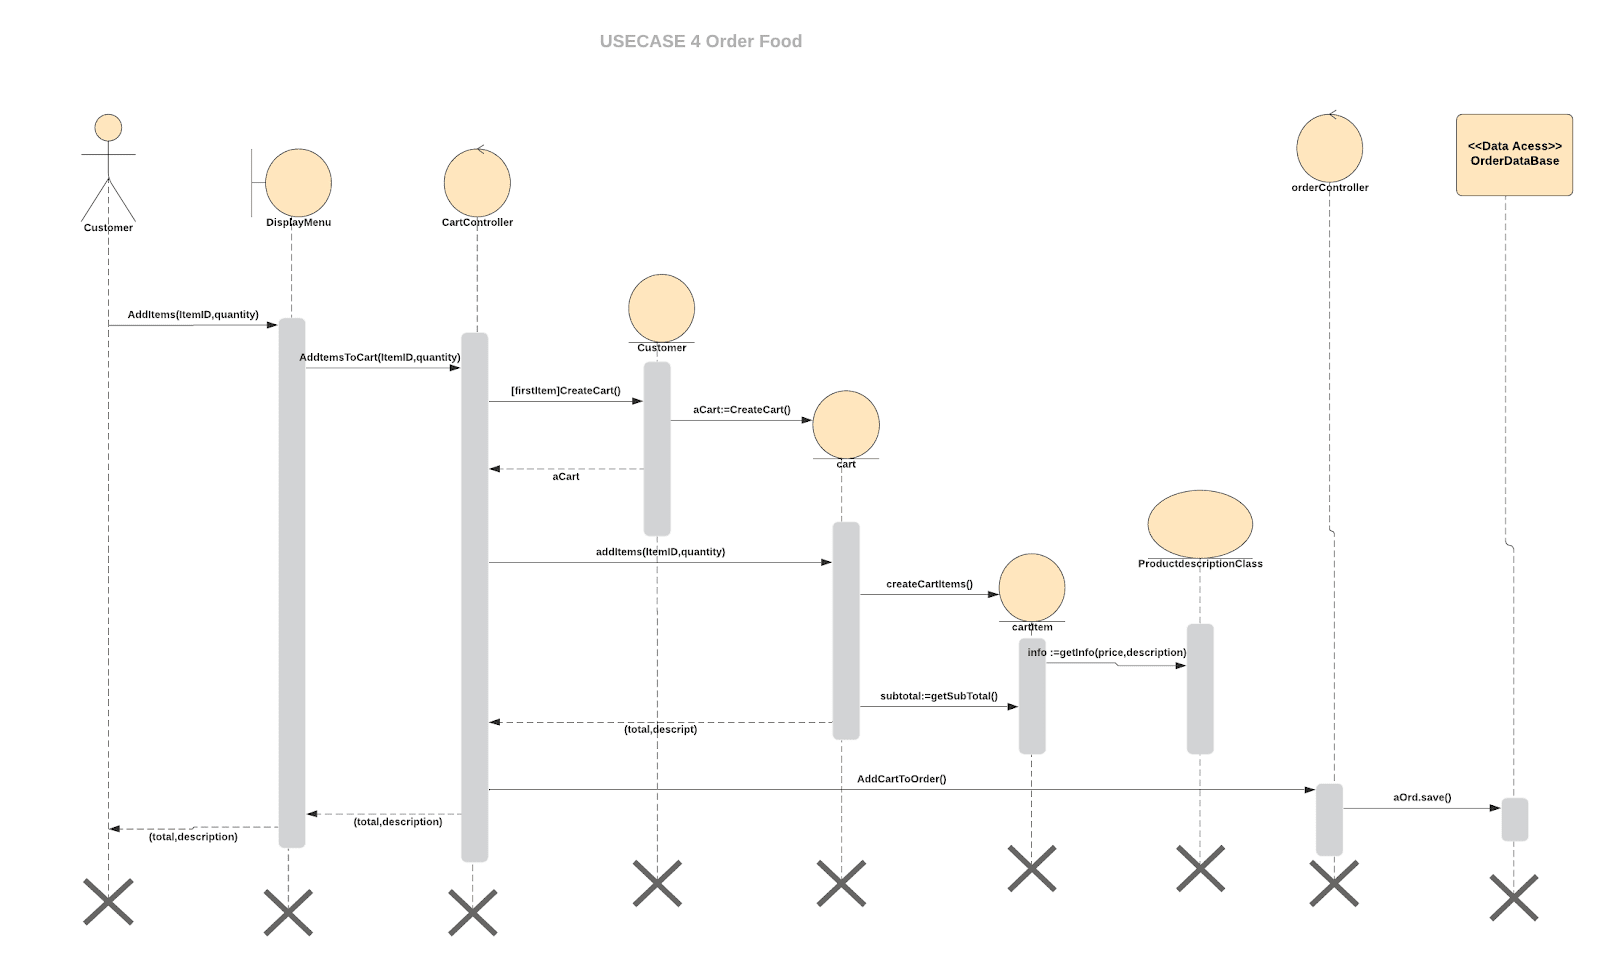 USECASE 4 Order Food
<<Data Acess>>
OrderDataBase
orderController
Customer
DisplayMenu
CartController
AddItems(ItemID,quantity)
Customer
AddtemsToCart(ItemID,quantity)
[firstItem]CreateCart()
aCart:=CreateCart()
cart
aCart
addItems(ItemID,quantity)
ProductdescriptionClass
createCartItems()
cartItem
info :=getInfo(price,description)
subtotal:=getSubTotal()
(total,descript)
AddCartToOrder()
aOrd.save()
(total,description)
(total,description)